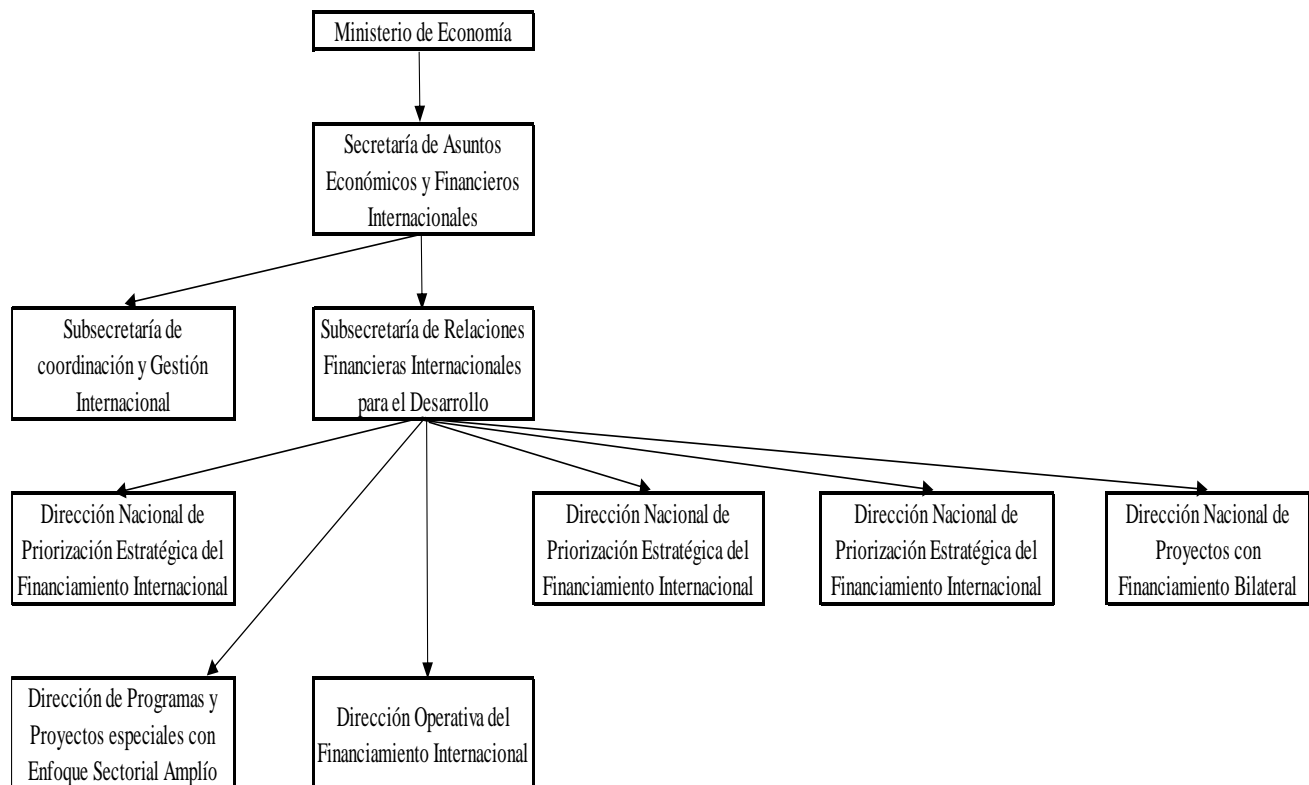 Ministerio de Economía
Secretaría de Asuntos
Económicos y Financieros
Internacionales
Subsecretaría de
coordinación y Gestión
Internacional
Subsecretaría de Relaciones
Financieras Internacionales
para el Desarrollo
Dirección Nacional de
Priorización Estratégica del
Financiamiento Internacional
Dirección Nacional de
Priorización Estratégica del
Financiamiento Internacional
Dirección Nacional de
Priorización Estratégica del
Financiamiento Internacional
Dirección Nacional de
Proyectos con
Financiamiento Bilateral
Dirección de Programas y
Proyectos especiales con
Enfoque Sectorial Amplío
Dirección Operativa del
Financiamiento Internacional